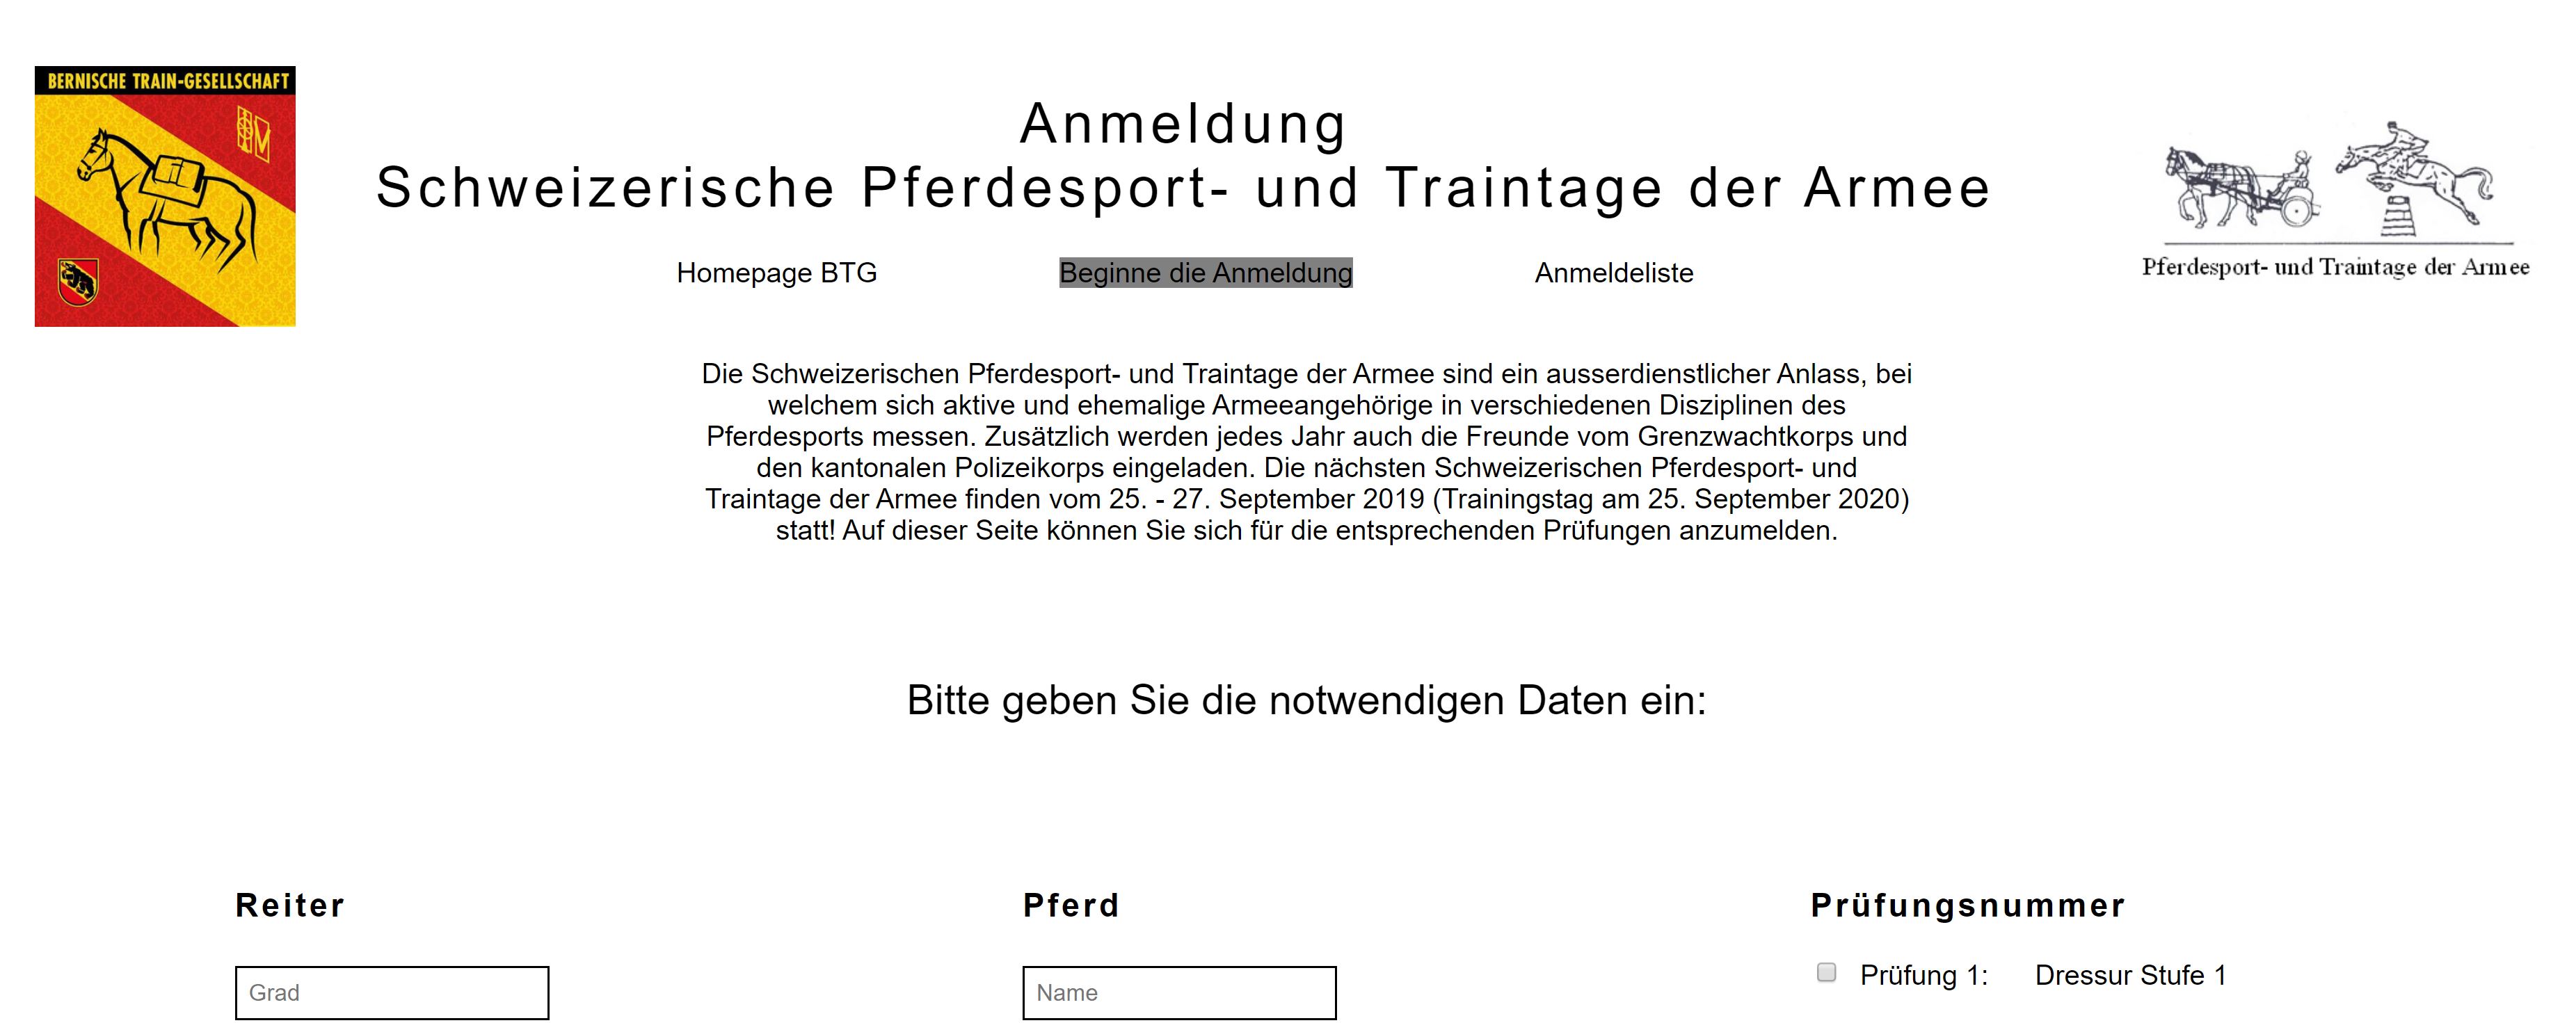 BERNISCHE TRAIN-GESELLSCHAFT
Anmeldung
Schweizerische Pferdesport- und Traintage der Armee
Homepage BTG
Beginne die Anmeldung
Anmeldeliste
Pferdesport- und Traintage der Armee
Die Schweizerischen Pferdesport- und Traintage der Armee sind ein ausserdienstlicher Anlass, bei
welchem sich aktive und ehemalige Armeeangehörige in verschiedenen Disziplinen des
Pferdesports messen. Zusätzlich werden jedes Jahr auch die Freunde vom Grenzwachtkorps und
den kantonalen Polizeikorps eingeladen. Die nächsten Schweizerischen Pferdesport- und
Traintage der Armee finden vom 25. - 27. September 2019 (Trainingstag am 25. September 2020)
statt! Auf dieser Seite können Sie sich für die entsprechenden Prüfungen anzumelden.
Bitte geben Sie die notwendigen Daten ein:
Reiter
Grad
Pferd
Name
Prüfungsnummer
Prüfung 1: Dressur Stufe 1